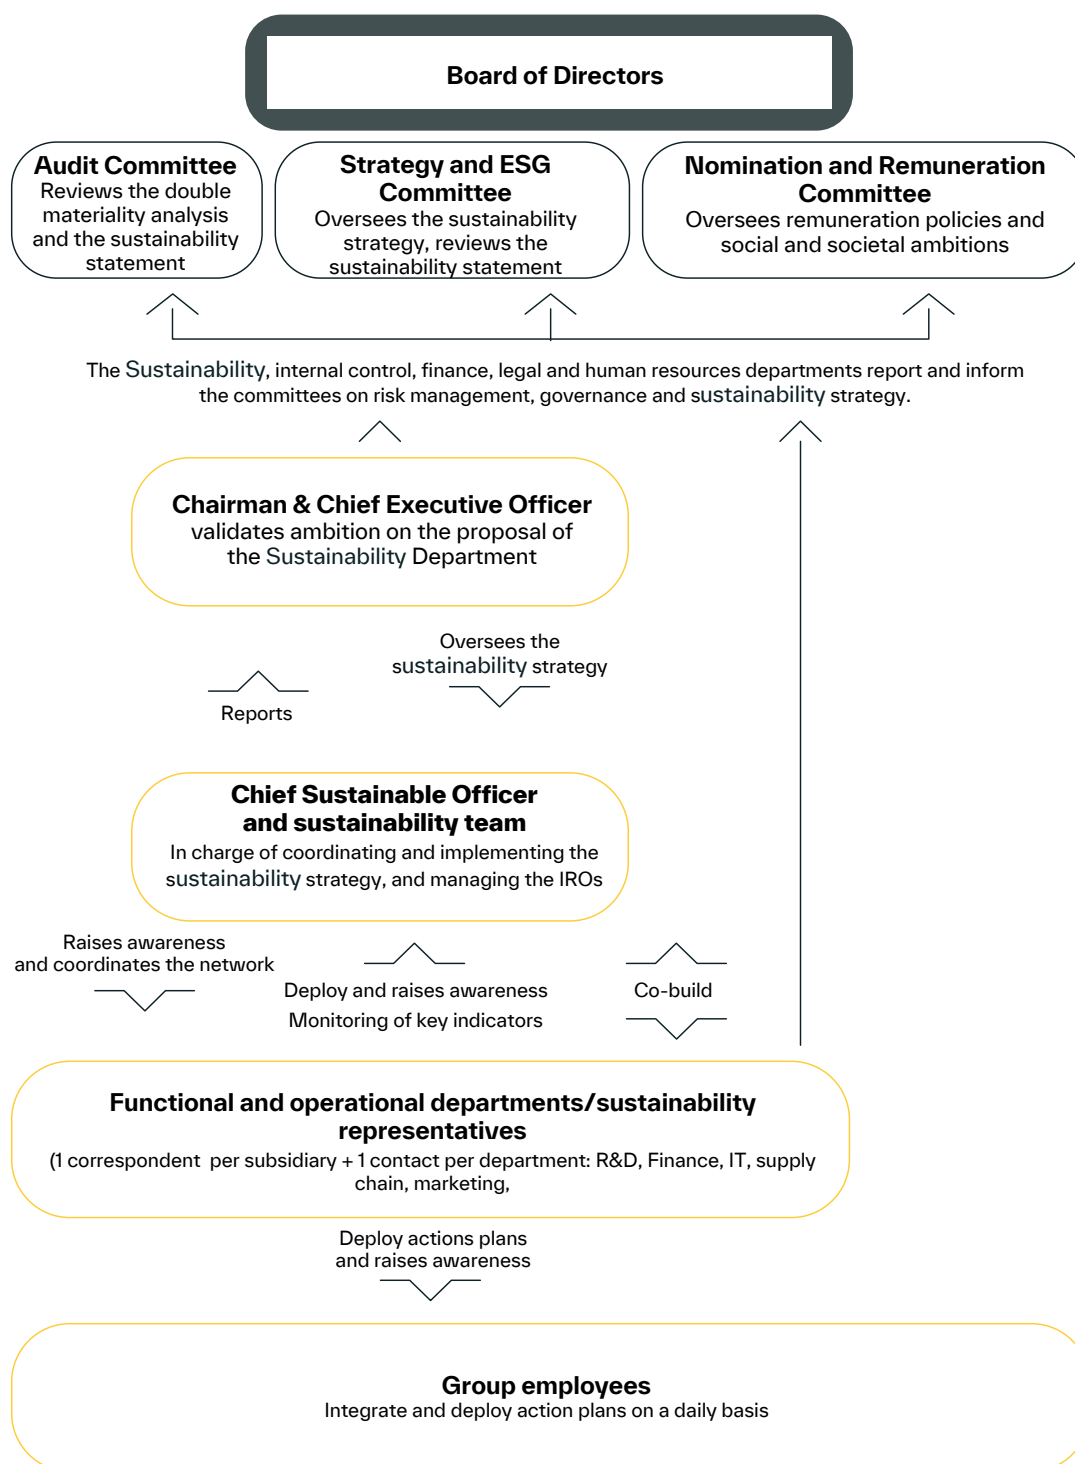 Board of Directors
Audit Committee
Reviews the double
materiality analysis
and the sustainability
statement
Strategy and ESG
Committee
Oversees the sustainability
strategy, reviews the
sustainability statement
Nomination and Remuneration
Committee
Oversees remuneration policies and
social and societal ambitions
The Sustainability, internal control, finance, legal and human resources departments report and inform
the committees on risk management, governance and sustainability strategy.
Chairman & Chief Executive Officer
validates ambition on the proposal of
the Sustainability Department
Oversees the
sustainability strategy
Reports
Chief Sustainable Officer
and sustainability team
In charge of coordinating and implementing the
sustainability strategy, and managing the IROs
Raises awareness
and coordinates the network
Deploy and raises awareness
Monitoring of key indicators
Co-build
Functional and operational departments/sustainability
representatives
(1 correspondent per subsidiary + 1 contact per department: R&D, Finance, IT, supply
chain, marketing,
Deploy actions plans
and raises awareness
Group employees
Integrate and deploy action plans on a daily basis